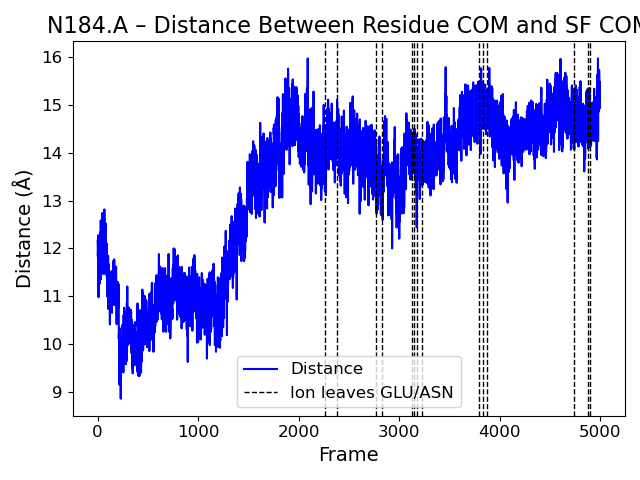 N184.A – Distance Between Residue COM and SF COM
16
15
14
13
12
11
10
9
Distance (Å)
Distance
Ion leaves GLU/ASN
0 1000 2000 3000 4000 5000
Frame